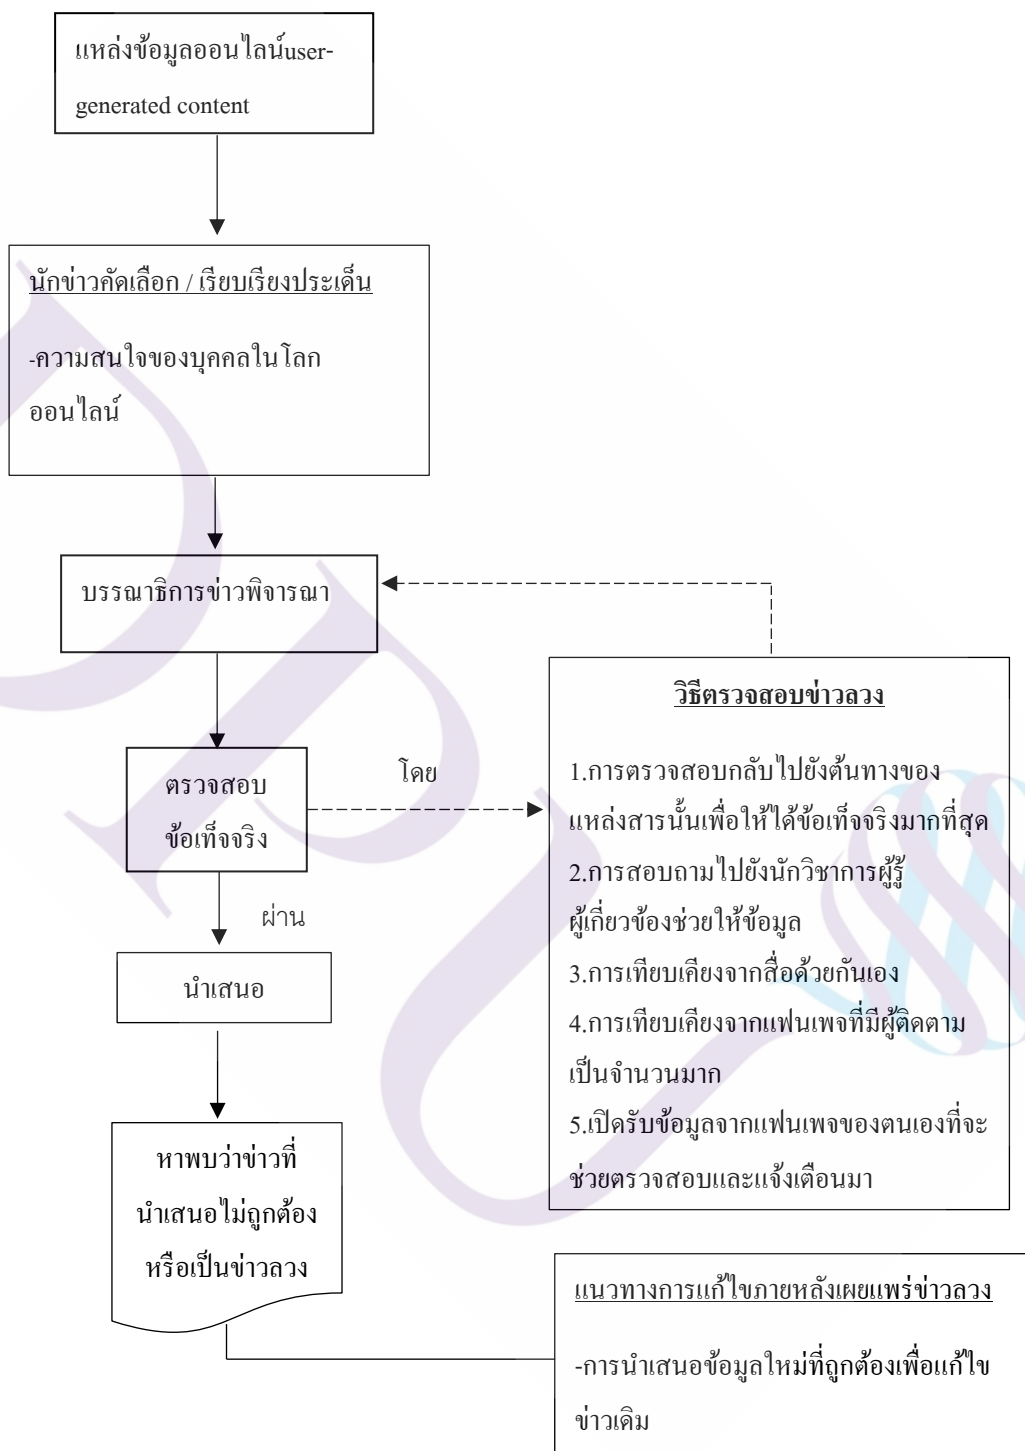 แหล่งข้อมูลออนไลน์user-
generated content
นักข่าวคัดเลือก / เรียบเรียงประเด็น
-ความสนใจของบุคคลในโลก
ออนไลน์
บรรณาธิการข่าวพิจารณา
ตรวจสอบ
ข้อเท็จจริง
โดย
วิธีตรวจสอบข่าวลวง
1.การตรวจสอบกลับไปยังต้นทางของ
แหล่งสารนั้นเพื่อให้ได้ข้อเท็จจริงมากที่สุด
2.การสอบถามไปยังนักวิชาการผู้รู้
ผู้เกี่ยวข้องช่วยให้ข้อมูล
3.การเทียบเคียงจากสื่อด้วยกันเอง
4.การเทียบเคียงจากแฟนเพจที่มีผู้ติดตาม
เป็นจำนวนมาก
5.เปิดรับข้อมูลจากแฟนเพจของตนเองที่จะ
ช่วยตรวจสอบและแจ้งเตือนมา
ผ่าน
นำเสนอ
หาพบว่าข่าวที่
นำเสนอไม่ถูกต้อง
หรือเป็นข่าวลวง
แนวทางการแก้ไขภายหลังเผยแพร่ข่าวลวง
-การนำเสนอข้อมูลใหม่ที่ถูกต้องเพื่อแก้ไข
ข่าวเดิม
DPU